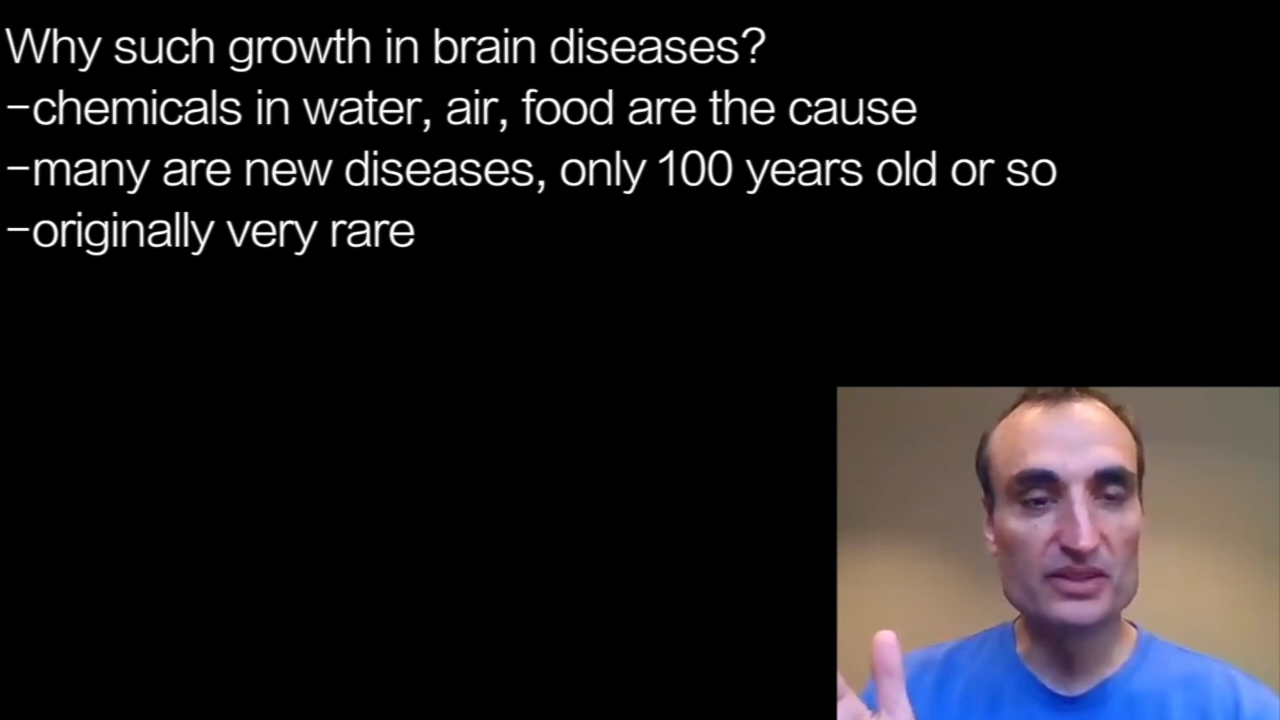 Why such growth in brain diseases?
-chemicals in water, air, food are the cause
-many are new diseases, only 100 years old or so
-originally very rare